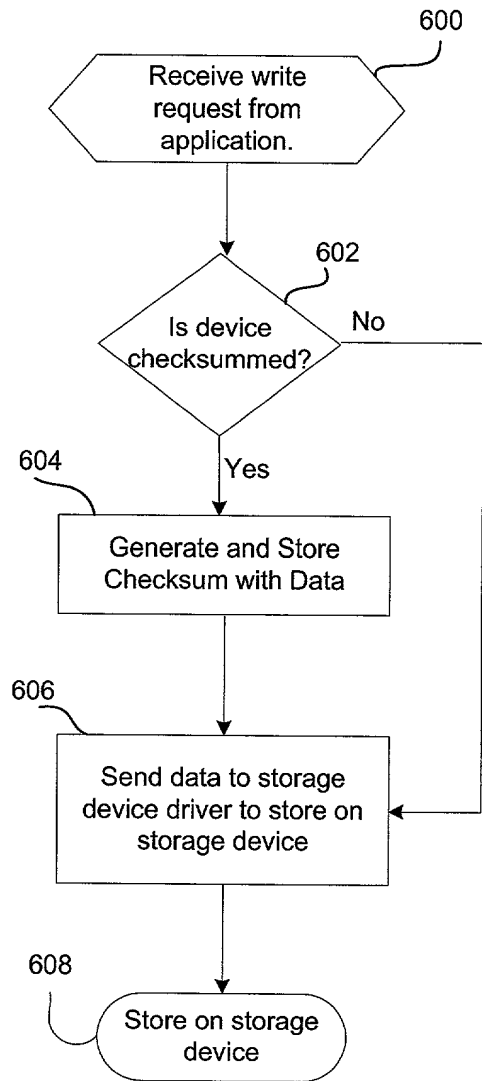 600
Receive write
request from
application.
602
Is device
checksummed?
No
Yes
604
Generate and Store
Checksum with Data
606
Send data to storage
device driver to store on
storage device
608
Store on storage
device